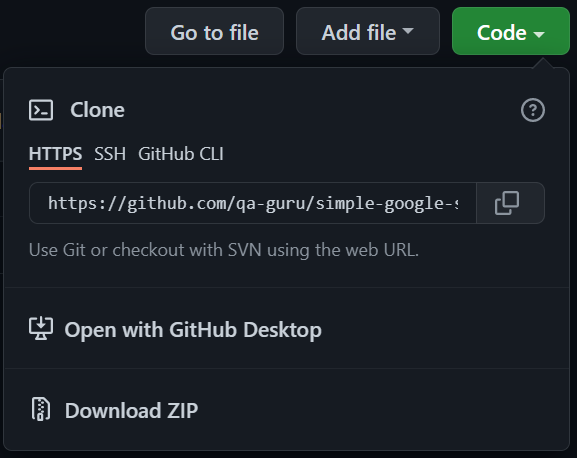 Go to file Add file Code
Clone
HTTPS SSH GitHub CLI
https://github.com/qa-guru/simple-google-s
Use Git or checkout with SVN using the web URL.
Open with GitHub Desktop
Download ZIP